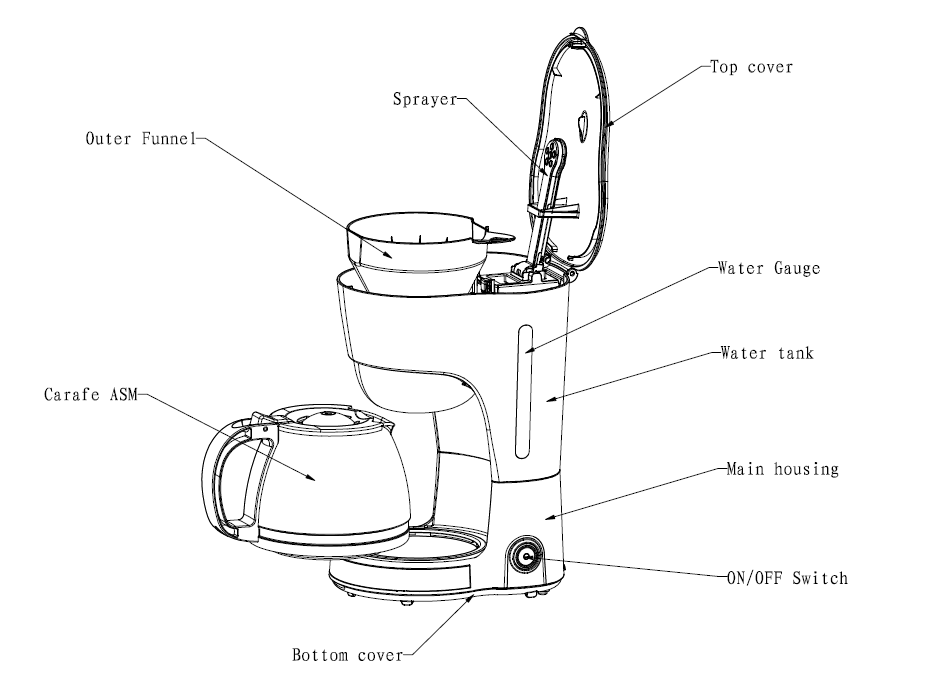 Top cover
Sprayer
Outer Funnel
Water Gauge
Water tank
Carafe ASM
Main housing
ON/OFF Switch
Bottom cover